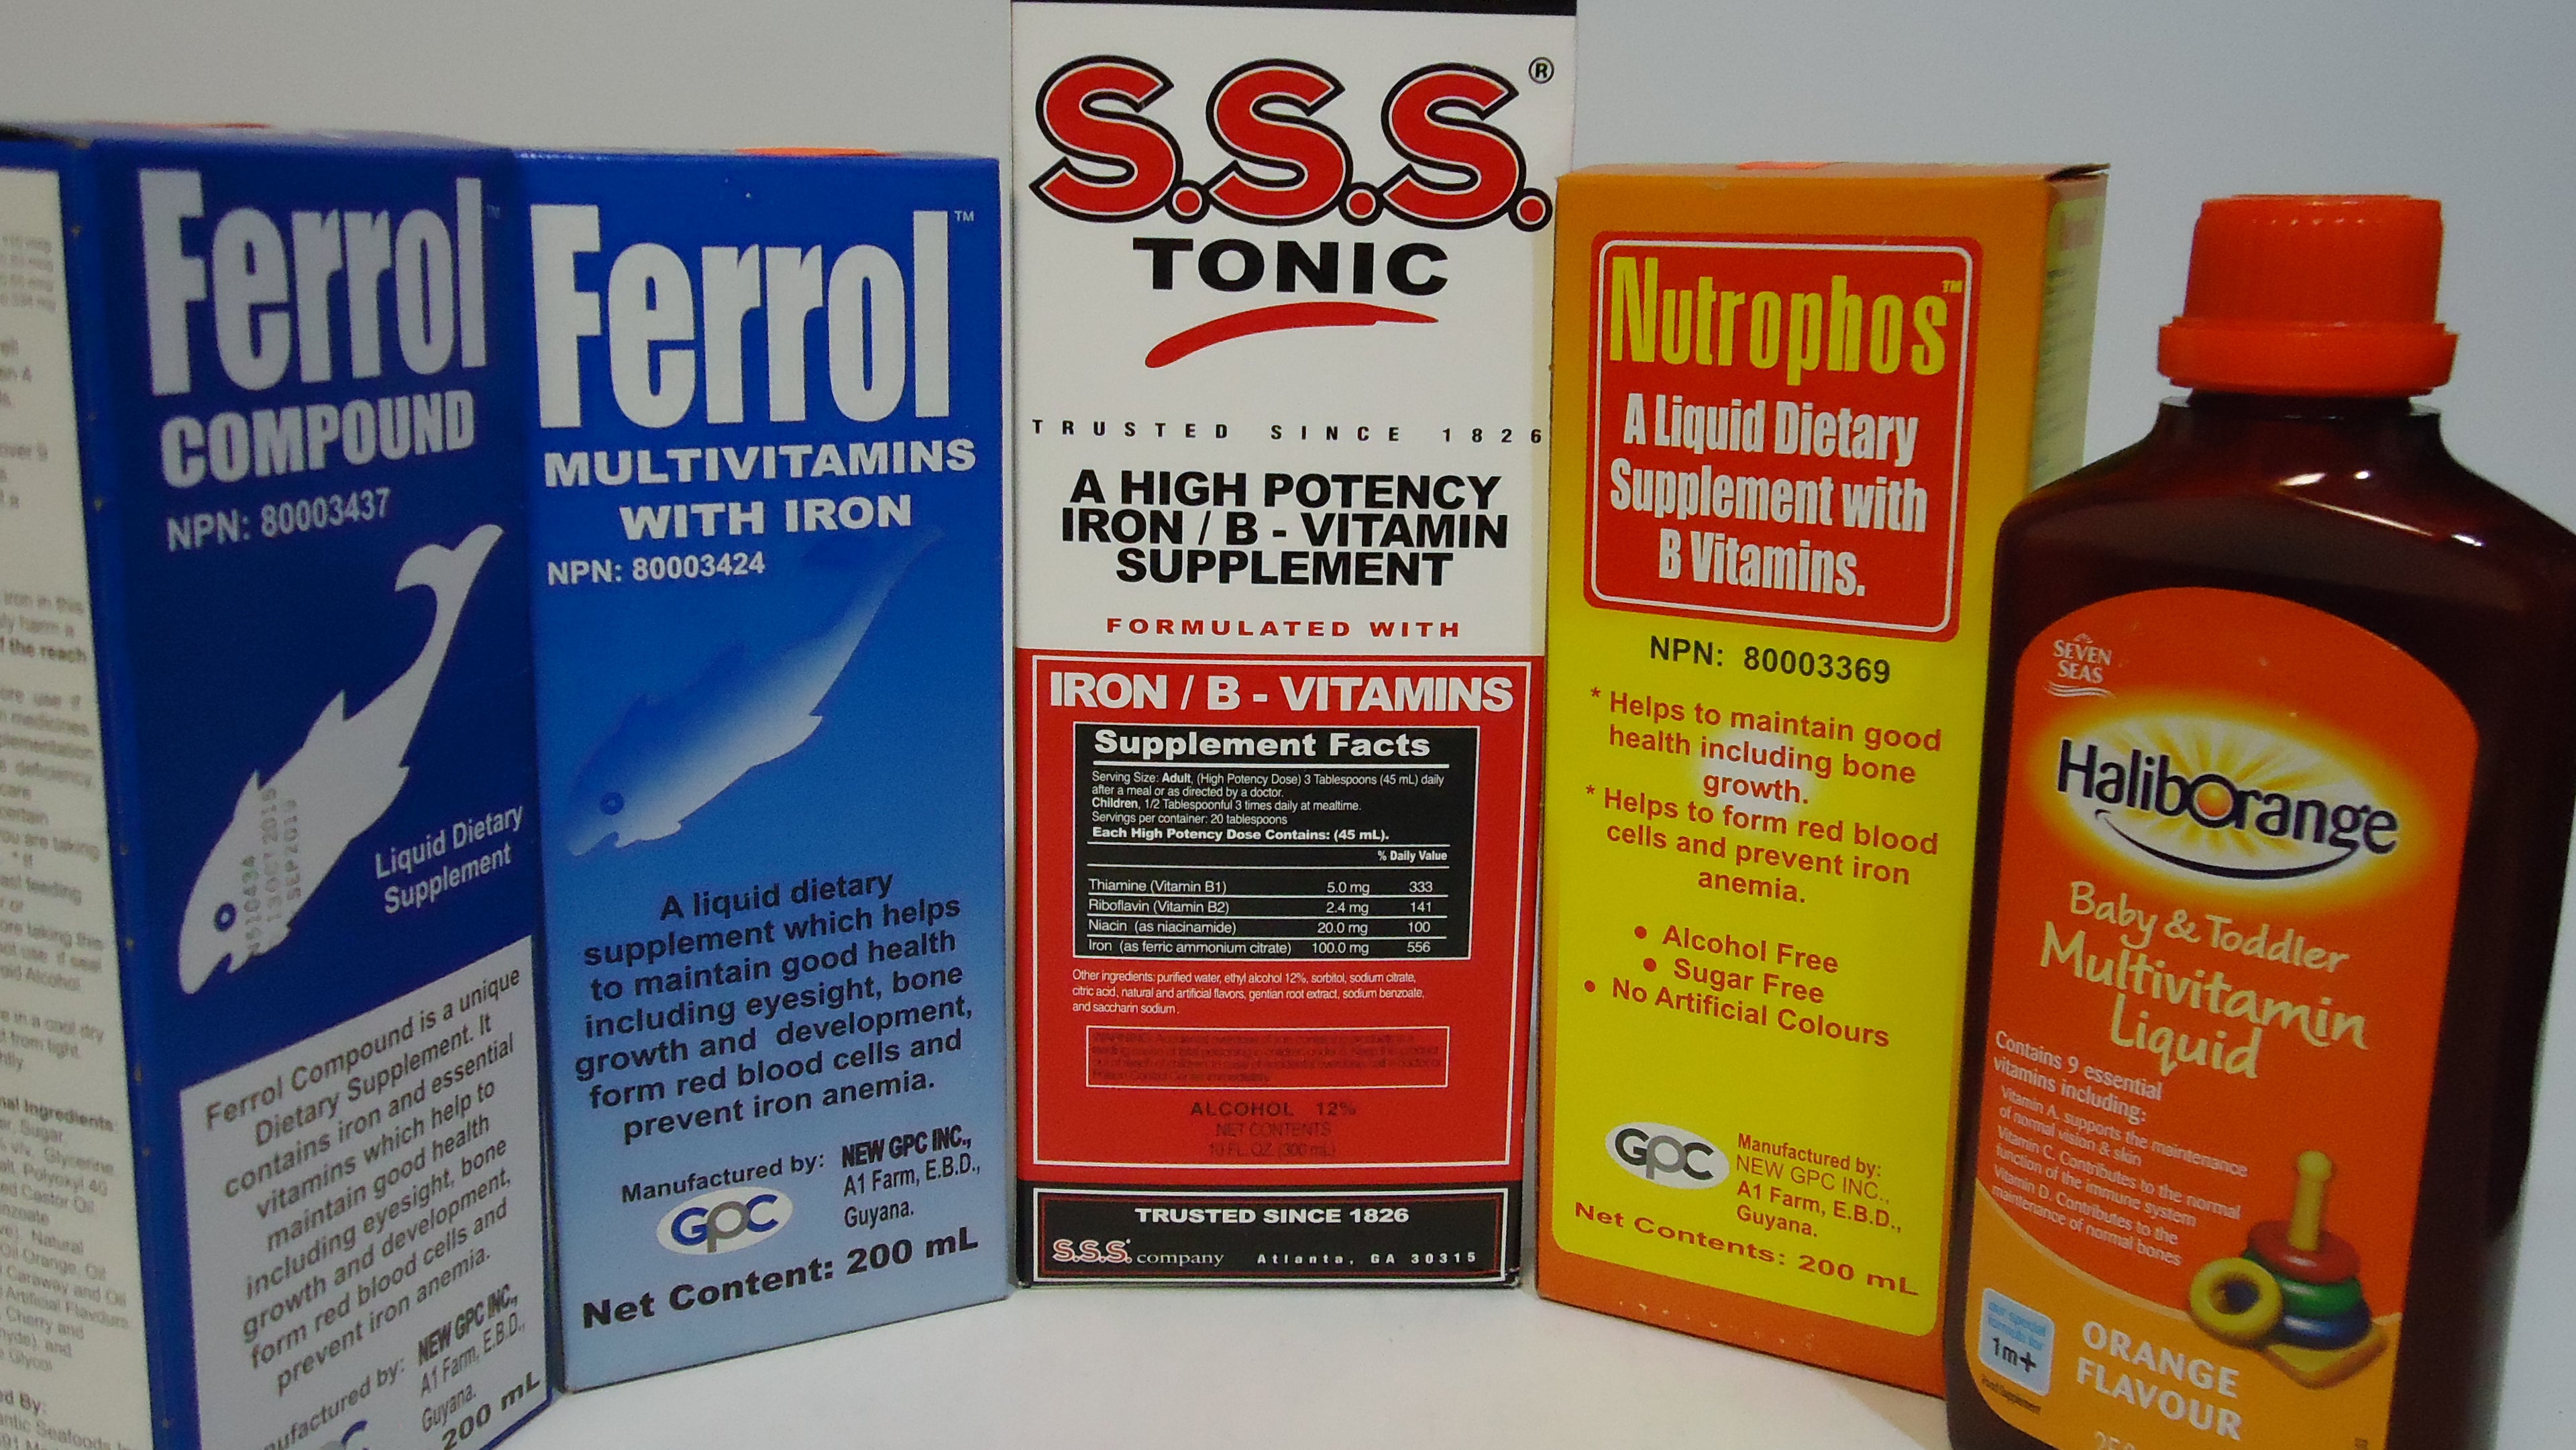 Ferrol™
COMPOUND
NPN: 80003437
Liquid Dietary
Supplement
13OCT2016
SEP2019
Ferrol Compound is a unique
Dietary Supplement. It
contains iron and essential
vitamins which help to
maintain good health
including eyesight, bone
growth and development,
form red blood cells and
prevent iron anemia.
NEW GPC INC.,
A1 Farm, E.B.D.,
Guyana.
200 mL
Ferrol™
MULTIVITAMINS
WITH IRON
NPN: 80003424
A liquid dietary
supplement which helps
to maintain good health
including eyesight, bone
growth and development,
form red blood cells and
prevent iron anemia.
Manufactured by: NEW GPC INC.,
A1 Farm, E.B.D.,
Guyana.
GPC
Net Content: 200 mL
S.S.S.®
TONIC
TRUSTED SINCE 1826
A HIGH POTENCY
IRON / B - VITAMIN
SUPPLEMENT
FORMULATED WITH
IRON / B - VITAMINS
Supplement Facts
Serving Size: Adult, (High Potency Dose) 3 Tablespoons (45 mL) daily
after a meal or as directed by a doctor.
Children, 1/2 Tablespoonful 3 times daily at mealtime.
Servings per container: 20 tablespoons
Each High Potency Dose Contains: (45 mL).
% Daily Value
Thiamine (Vitamin B1) 5.0 mg 333
Riboflavin (Vitamin B2) 2.4 mg 141
Niacin (as niacinamide) 20.0 mg 100
Iron (as ferric ammonium citrate) 100.0 mg 556
Other ingredients: purified water, ethyl alcohol 12%, sorbitol, sodium citrate,
citric acid, natural and artificial flavors, gentian root extract, sodium benzoate,
and saccharin sodium.
ALCOHOL 12%
NET CONTENTS
10 FL. OZ. (300 mL)
TRUSTED SINCE 1826
S.S.S. company Atlanta, GA 30315
Nutrophos™
A Liquid Dietary
Supplement with
B Vitamins.
NPN: 80003369
* Helps to maintain good
health including bone
growth.
* Helps to form red blood
cells and prevent iron
anemia.
• Alcohol Free
• Sugar Free
• No Artificial Colours
GPC
Manufactured by:
NEW GPC INC.,
A1 Farm, E.B.D.,
Guyana.
Net Contents: 200 mL
SEVEN
SEAS
HalibOrange
Baby & Toddler
Multivitamin
Liquid
Contains 9 essential
vitamins including:
Vitamin A. supports the maintenance
of normal vision & skin
Vitamin C. Contributes to the normal
function of the immune system
Vitamin D. Contributes to the
maintenance of normal bones
our special
formula for
1m+
Food Supplement
ORANGE
FLAVOUR